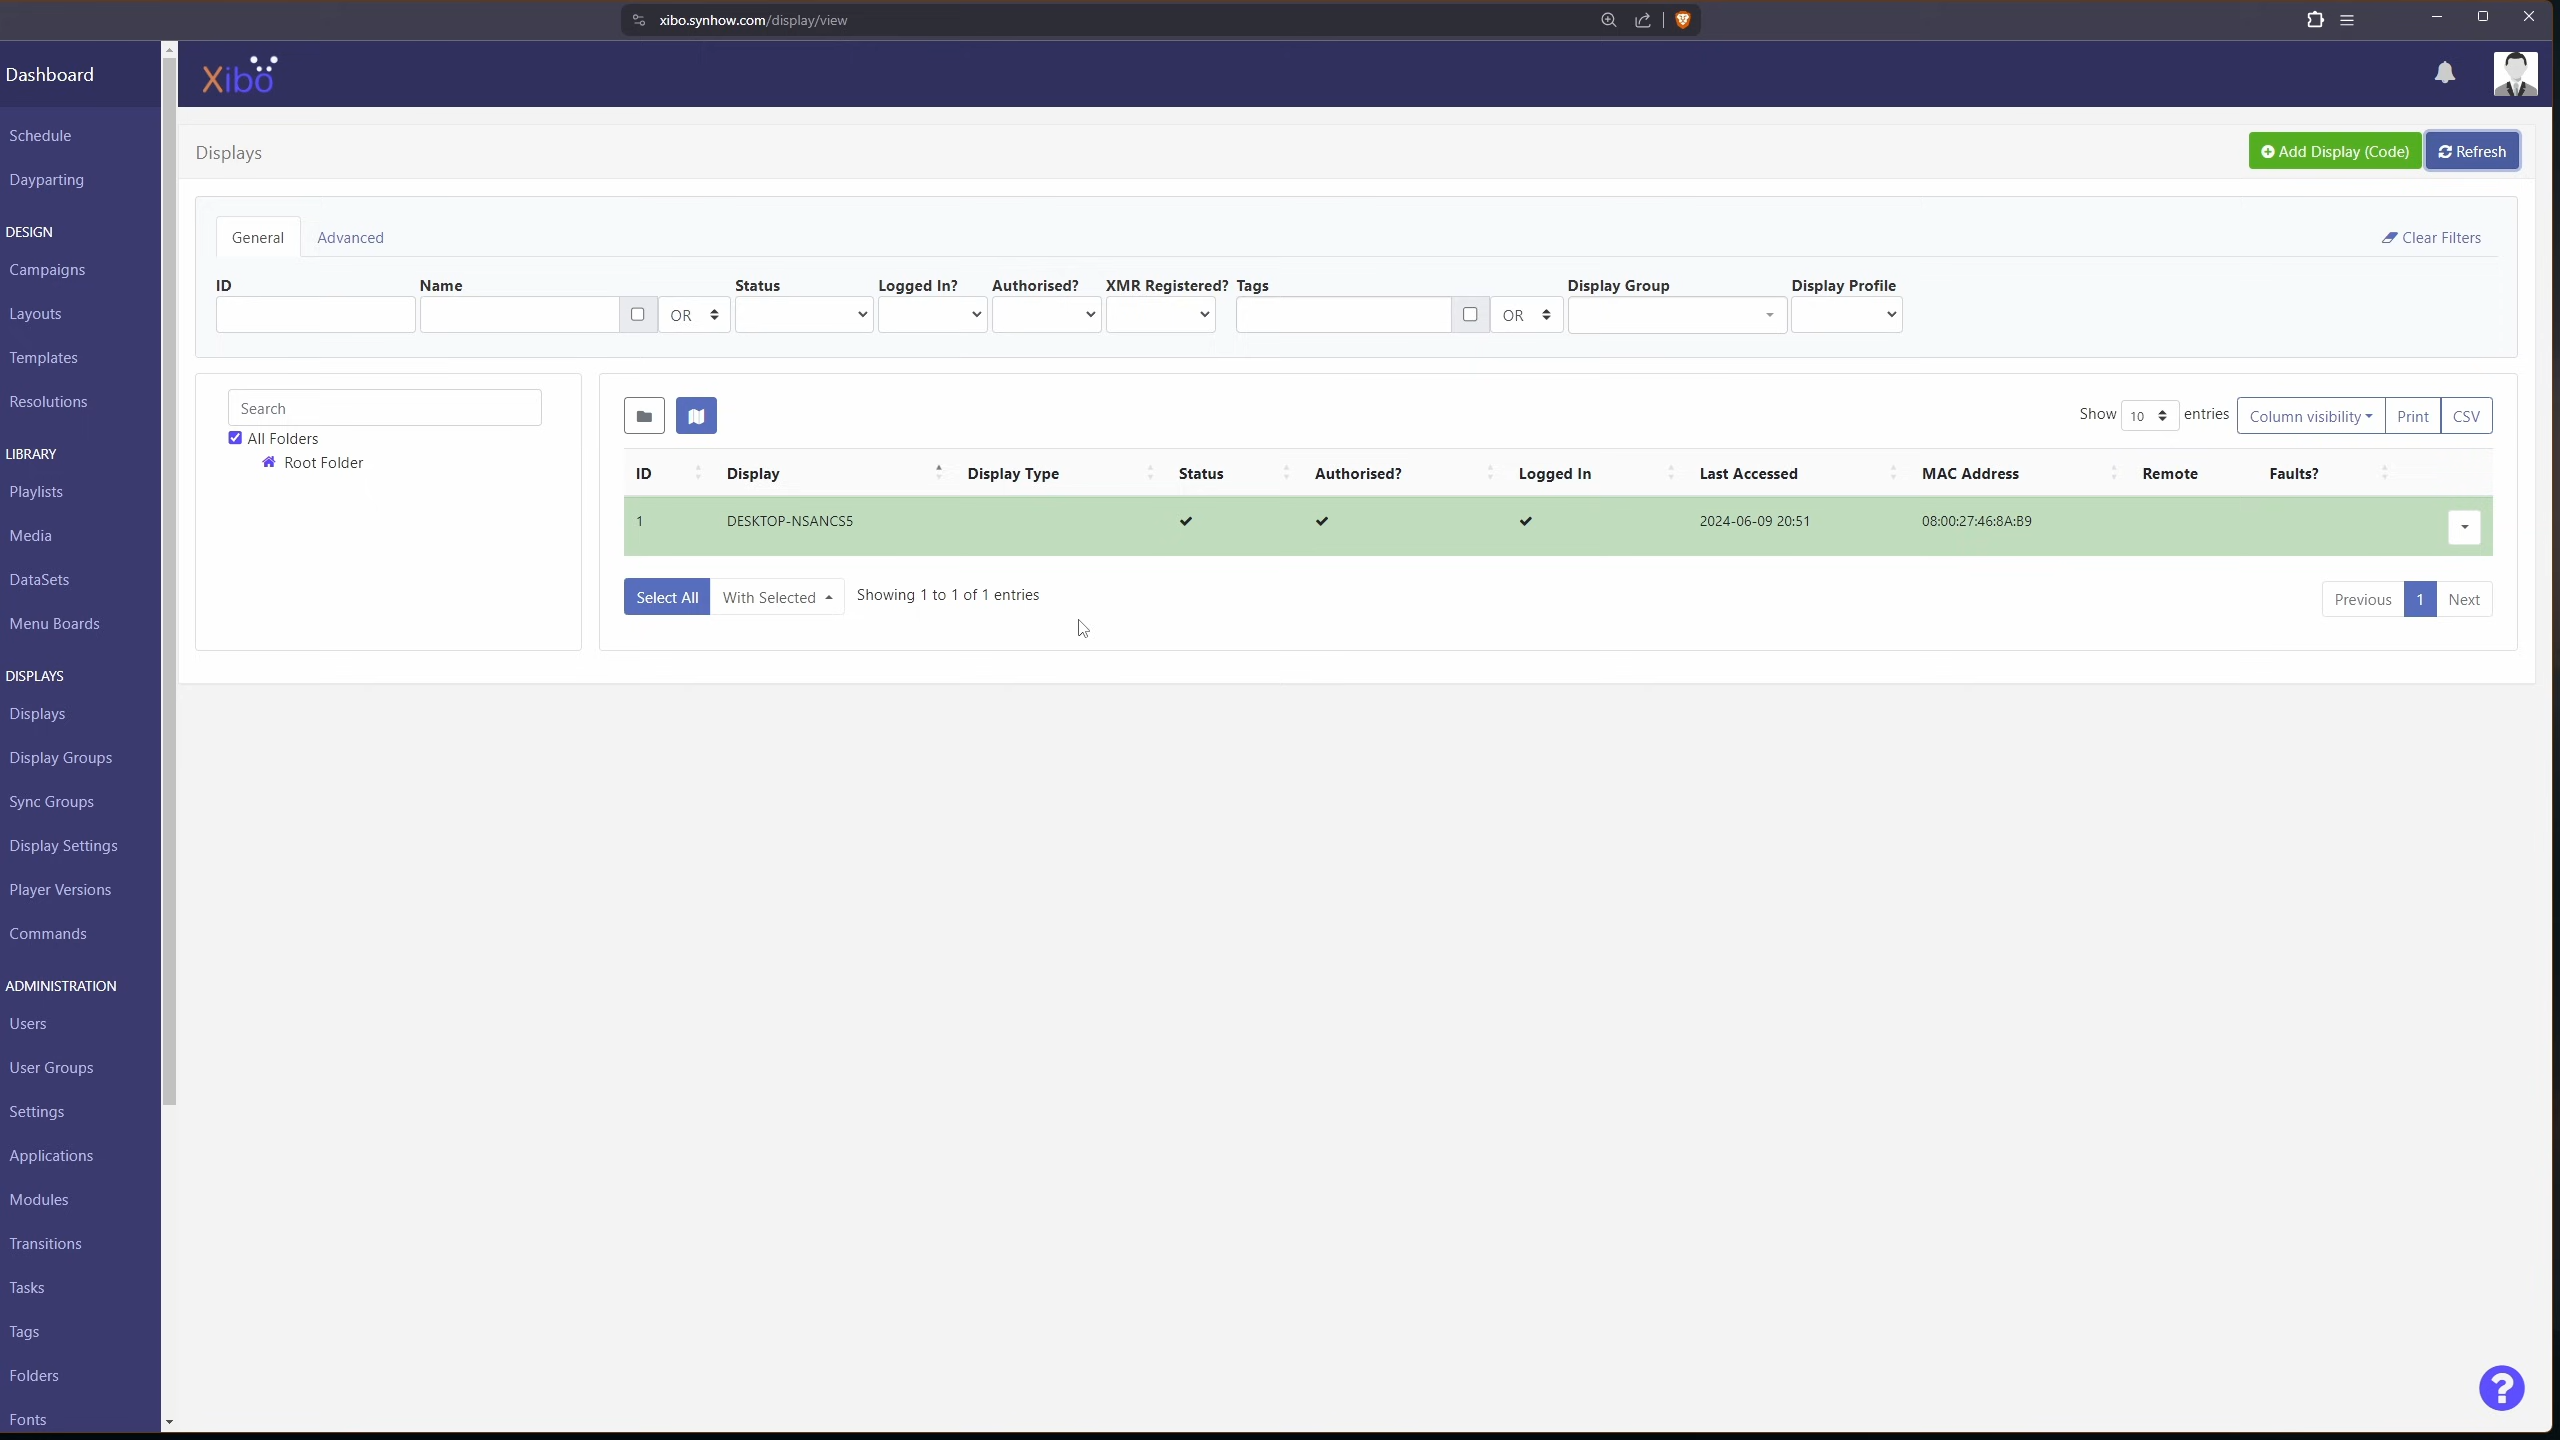 xibo.synhow.com/display/view
Dashboard
Xibo
Schedule
Dayparting
DESIGN
Campaigns
Layouts
Templates
Resolutions
LIBRARY
Playlists
Media
DataSets
Menu Boards
DISPLAYS
Displays
Display Groups
Sync Groups
Display Settings
Player Versions
Commands
ADMINISTRATION
Users
User Groups
Settings
Applications
Modules
Transitions
Tasks
Tags
Folders
Fonts
Displays
Add Display (Code) Refresh
General Advanced Clear Filters
ID Name Status Logged In? Authorised? XMR Registered? Tags Display Group Display Profile
OR OR
Search
All Folders
Root Folder
Show 10 entries Column visibility Print CSV
ID Display Display Type Status Authorised? Logged In Last Accessed MAC Address Remote Faults?
1 DESKTOP-NSANCS5 2024-06-09 20:51 08:00:27:46:8A:B9
Select All With Selected Showing 1 to 1 of 1 entries Previous 1 Next
?